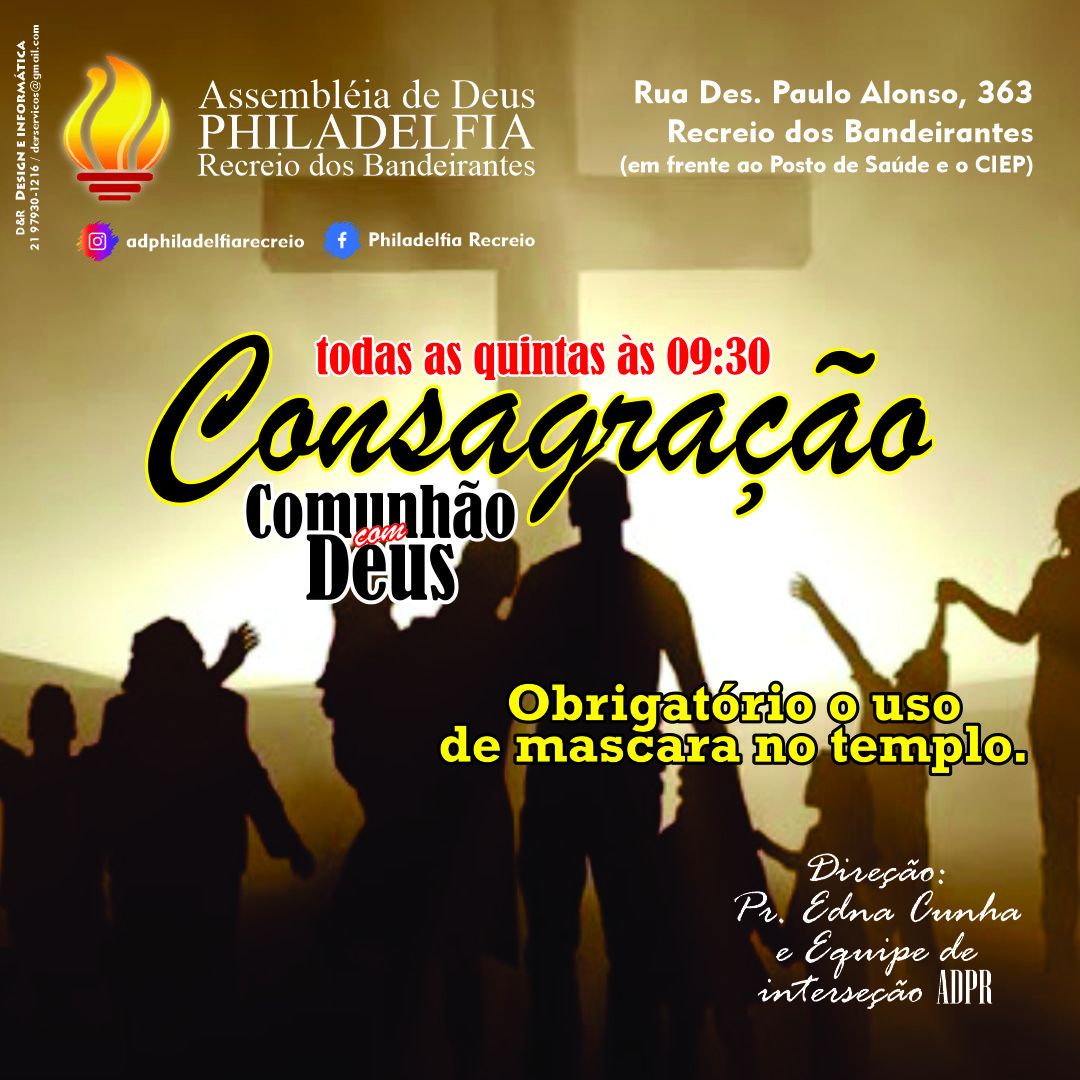 D&R DESIGN E INFORMÁTICA
21 97930-1216 / derservicos@gmail.com
Assembléia de Deus
PHILADELFIA
Recreio dos Bandeirantes
adphiladelfiarecreio
Philadelfia Recreio
Rua Des. Paulo Alonso, 363
Recreio dos Bandeirantes
(em frente ao Posto de Saúde e o CIEP)
todas as quintas às 09:30
Consagração
Comunhão
com
Deus
Obrigatório o uso
de mascara no templo.
Direção:
Pr. Edna Cunha
e Equipe de
interseção ADPR